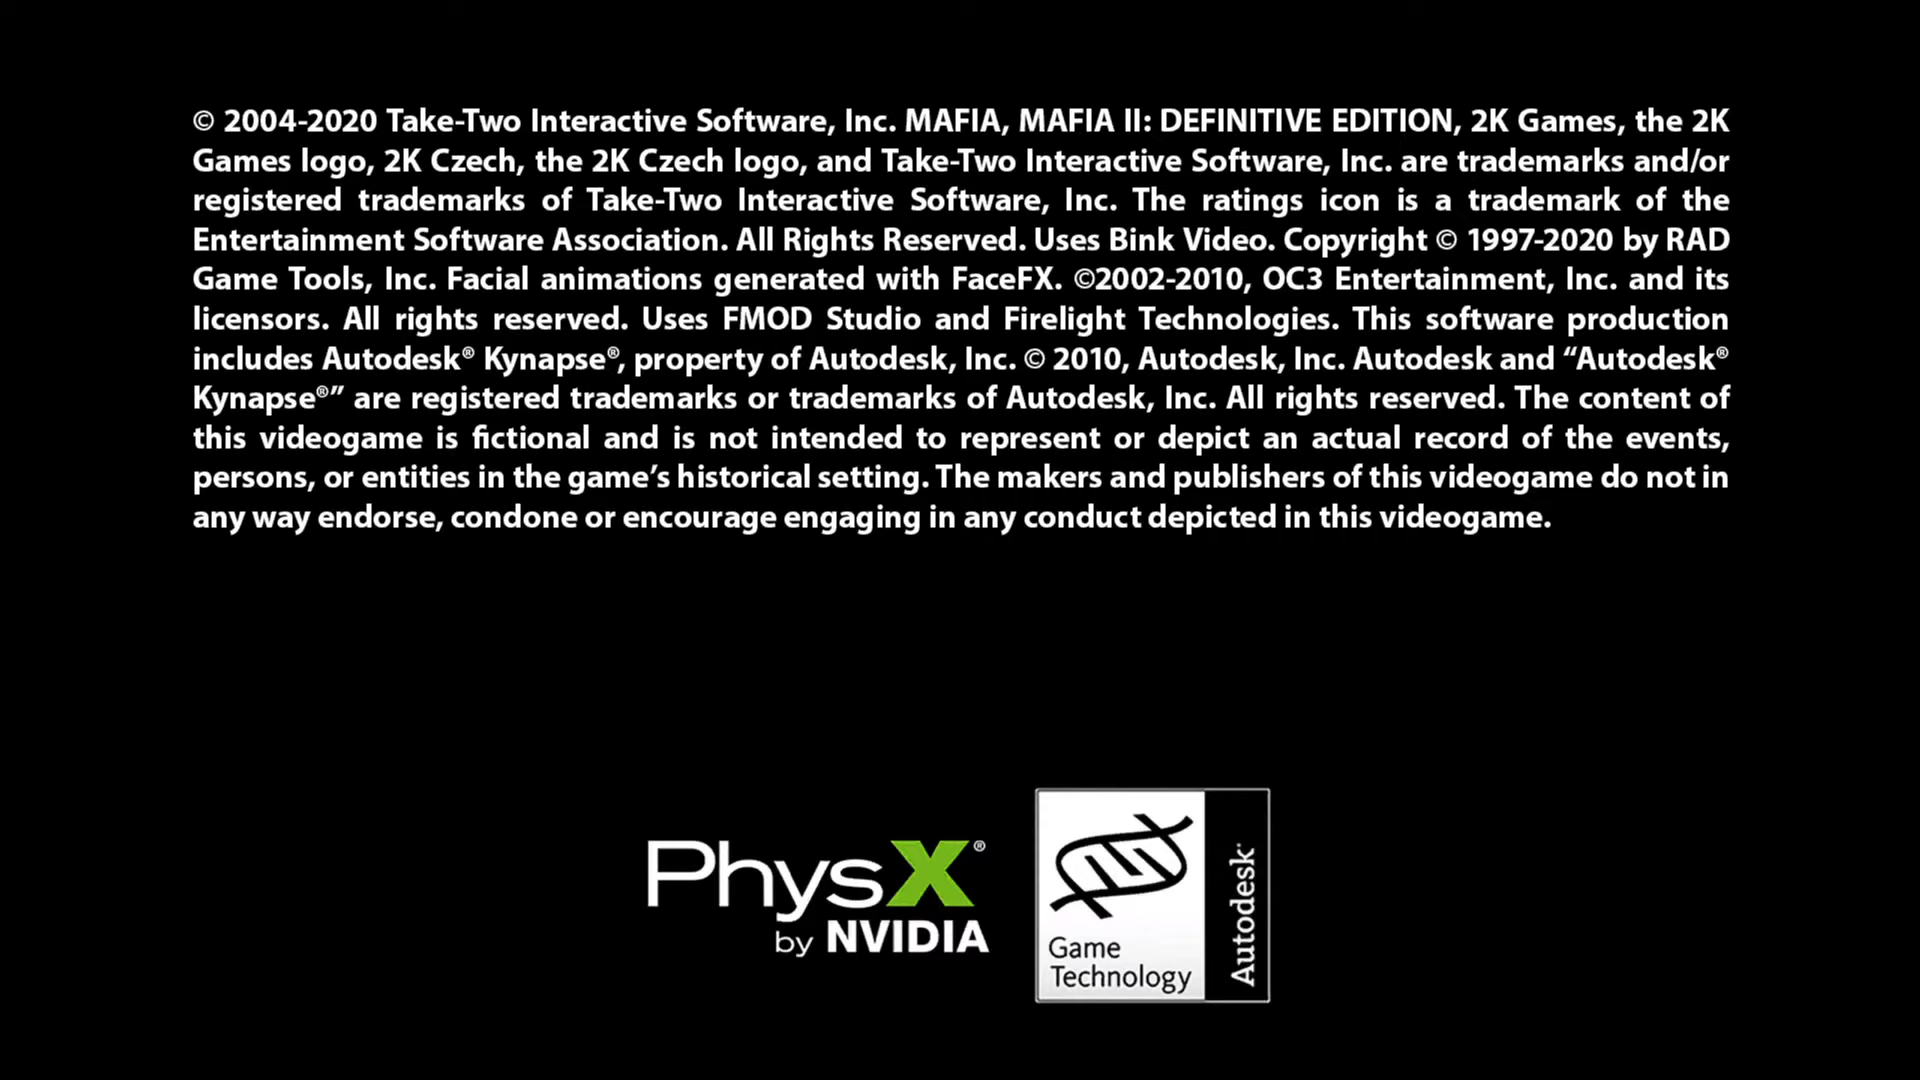 © 2004-2020 Take-Two Interactive Software, Inc. MAFIA, MAFIA II: DEFINITIVE EDITION, 2K Games, the 2K
Games logo, 2K Czech, the 2K Czech logo, and Take-Two Interactive Software, Inc. are trademarks and/or
registered trademarks of Take-Two Interactive Software, Inc. The ratings icon is a trademark of the
Entertainment Software Association. All Rights Reserved. Uses Bink Video. Copyright © 1997-2020 by RAD
Game Tools, Inc. Facial animations generated with FaceFX. ©2002-2010, OC3 Entertainment, Inc. and its
licensors. All rights reserved. Uses FMOD Studio and Firelight Technologies. This software production
includes Autodesk® Kynapse®, property of Autodesk, Inc. © 2010, Autodesk, Inc. Autodesk and “Autodesk®
Kynapse®” are registered trademarks or trademarks of Autodesk, Inc. All rights reserved. The content of
this videogame is fictional and is not intended to represent or depict an actual record of the events,
persons, or entities in the game’s historical setting. The makers and publishers of this videogame do not in
any way endorse, condone or encourage engaging in any conduct depicted in this videogame.
PhysX®
by NVIDIA
Game
Technology
Autodesk®